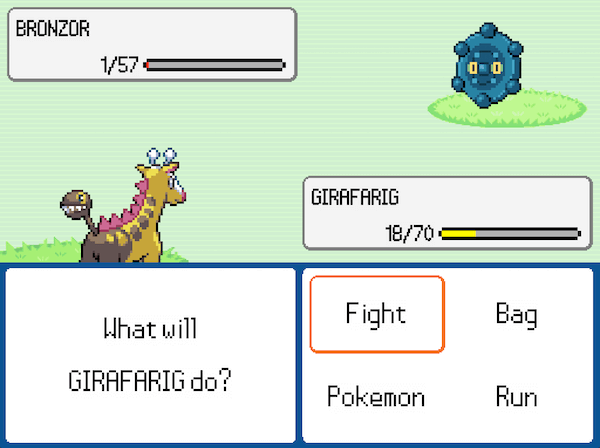 BRONZOR
1/57
GIRAFARIG
18/70
What will
GIRAFARIG do?
Fight
Bag
Pokemon
Run